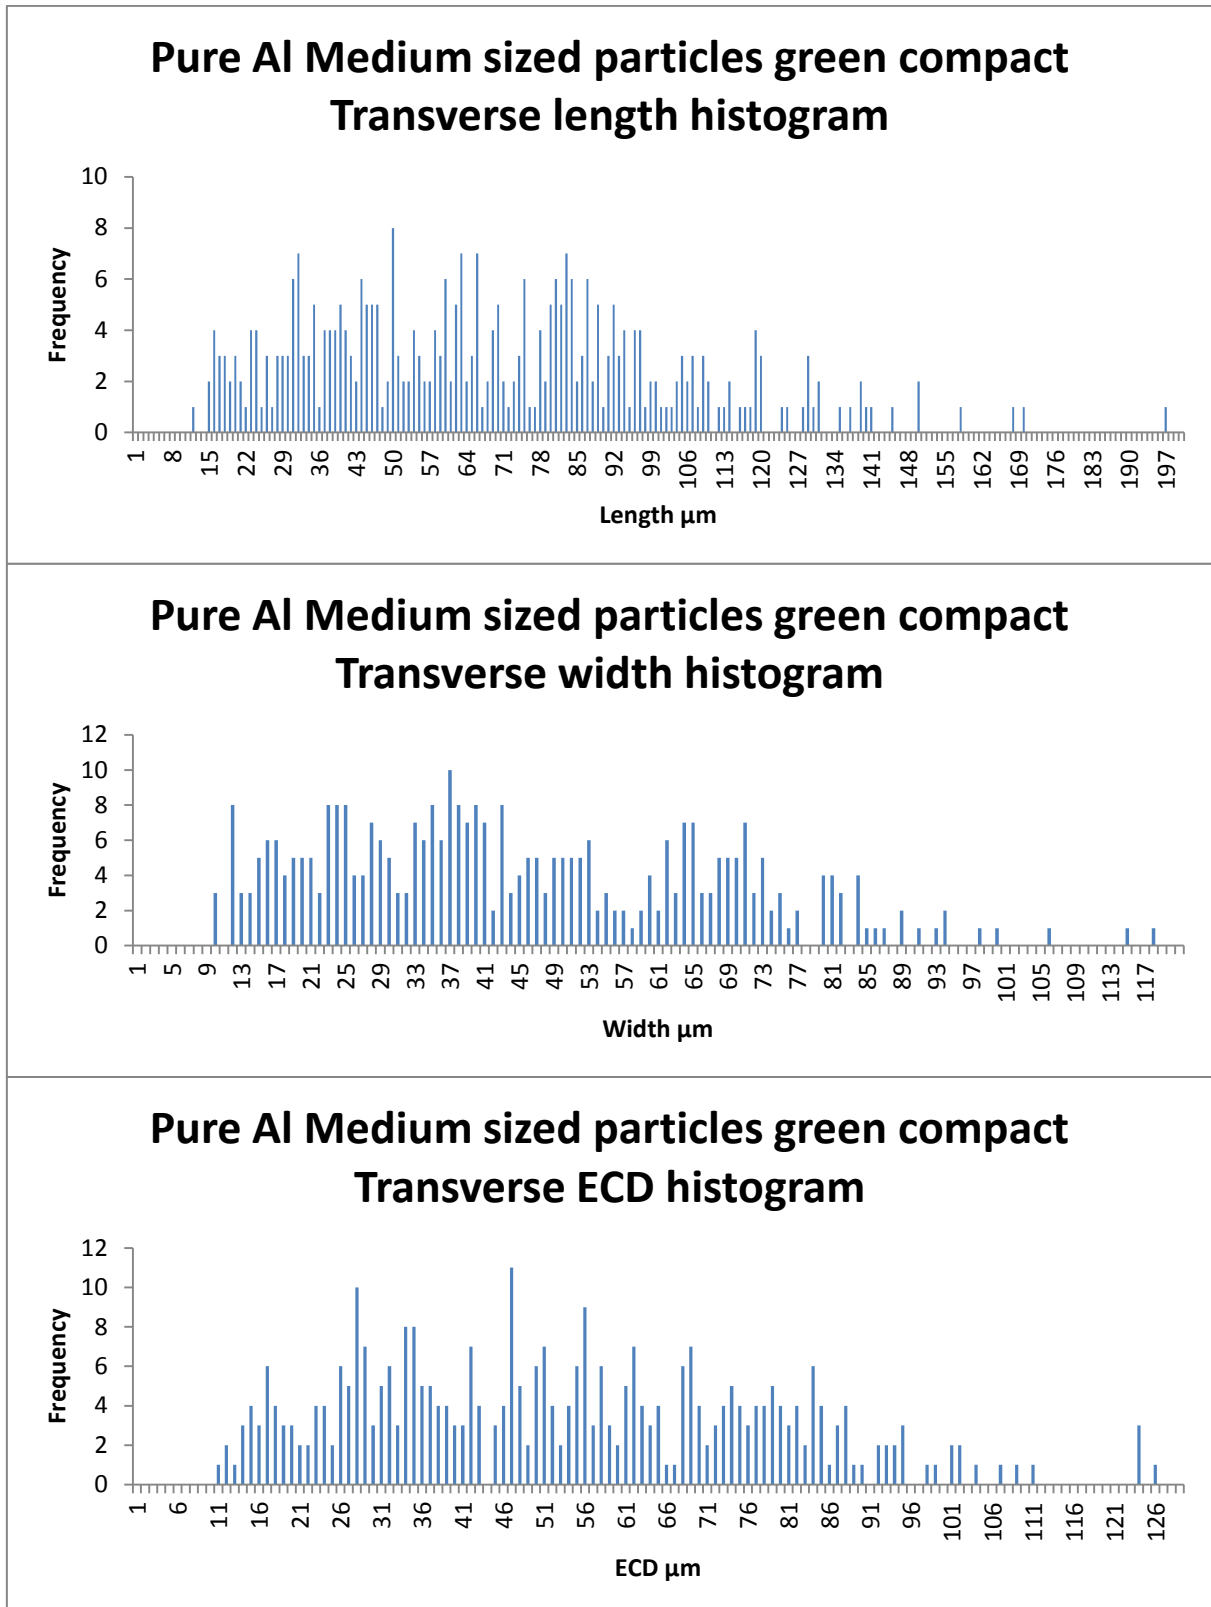 Pure Al Medium sized particles green compact
Transverse length histogram
10
8
6
4
2
0
Frequency
1 8 15 22 29 36 43 50 57 64 71 78 85 92 99 106 113 120 127 134 141 148 155 162 169 176 183 190 197
Length µm
Pure Al Medium sized particles green compact
Transverse width histogram
12
10
8
6
4
2
0
Frequency
1 5 9 13 17 21 25 29 33 37 41 45 49 53 57 61 65 69 73 77 81 85 89 93 97 101 105 109 113 117
Width µm
Pure Al Medium sized particles green compact
Transverse ECD histogram
12
10
8
6
4
2
0
Frequency
1 6 11 16 21 26 31 36 41 46 51 56 61 66 71 76 81 86 91 96 101 106 111 116 121 126
ECD µm